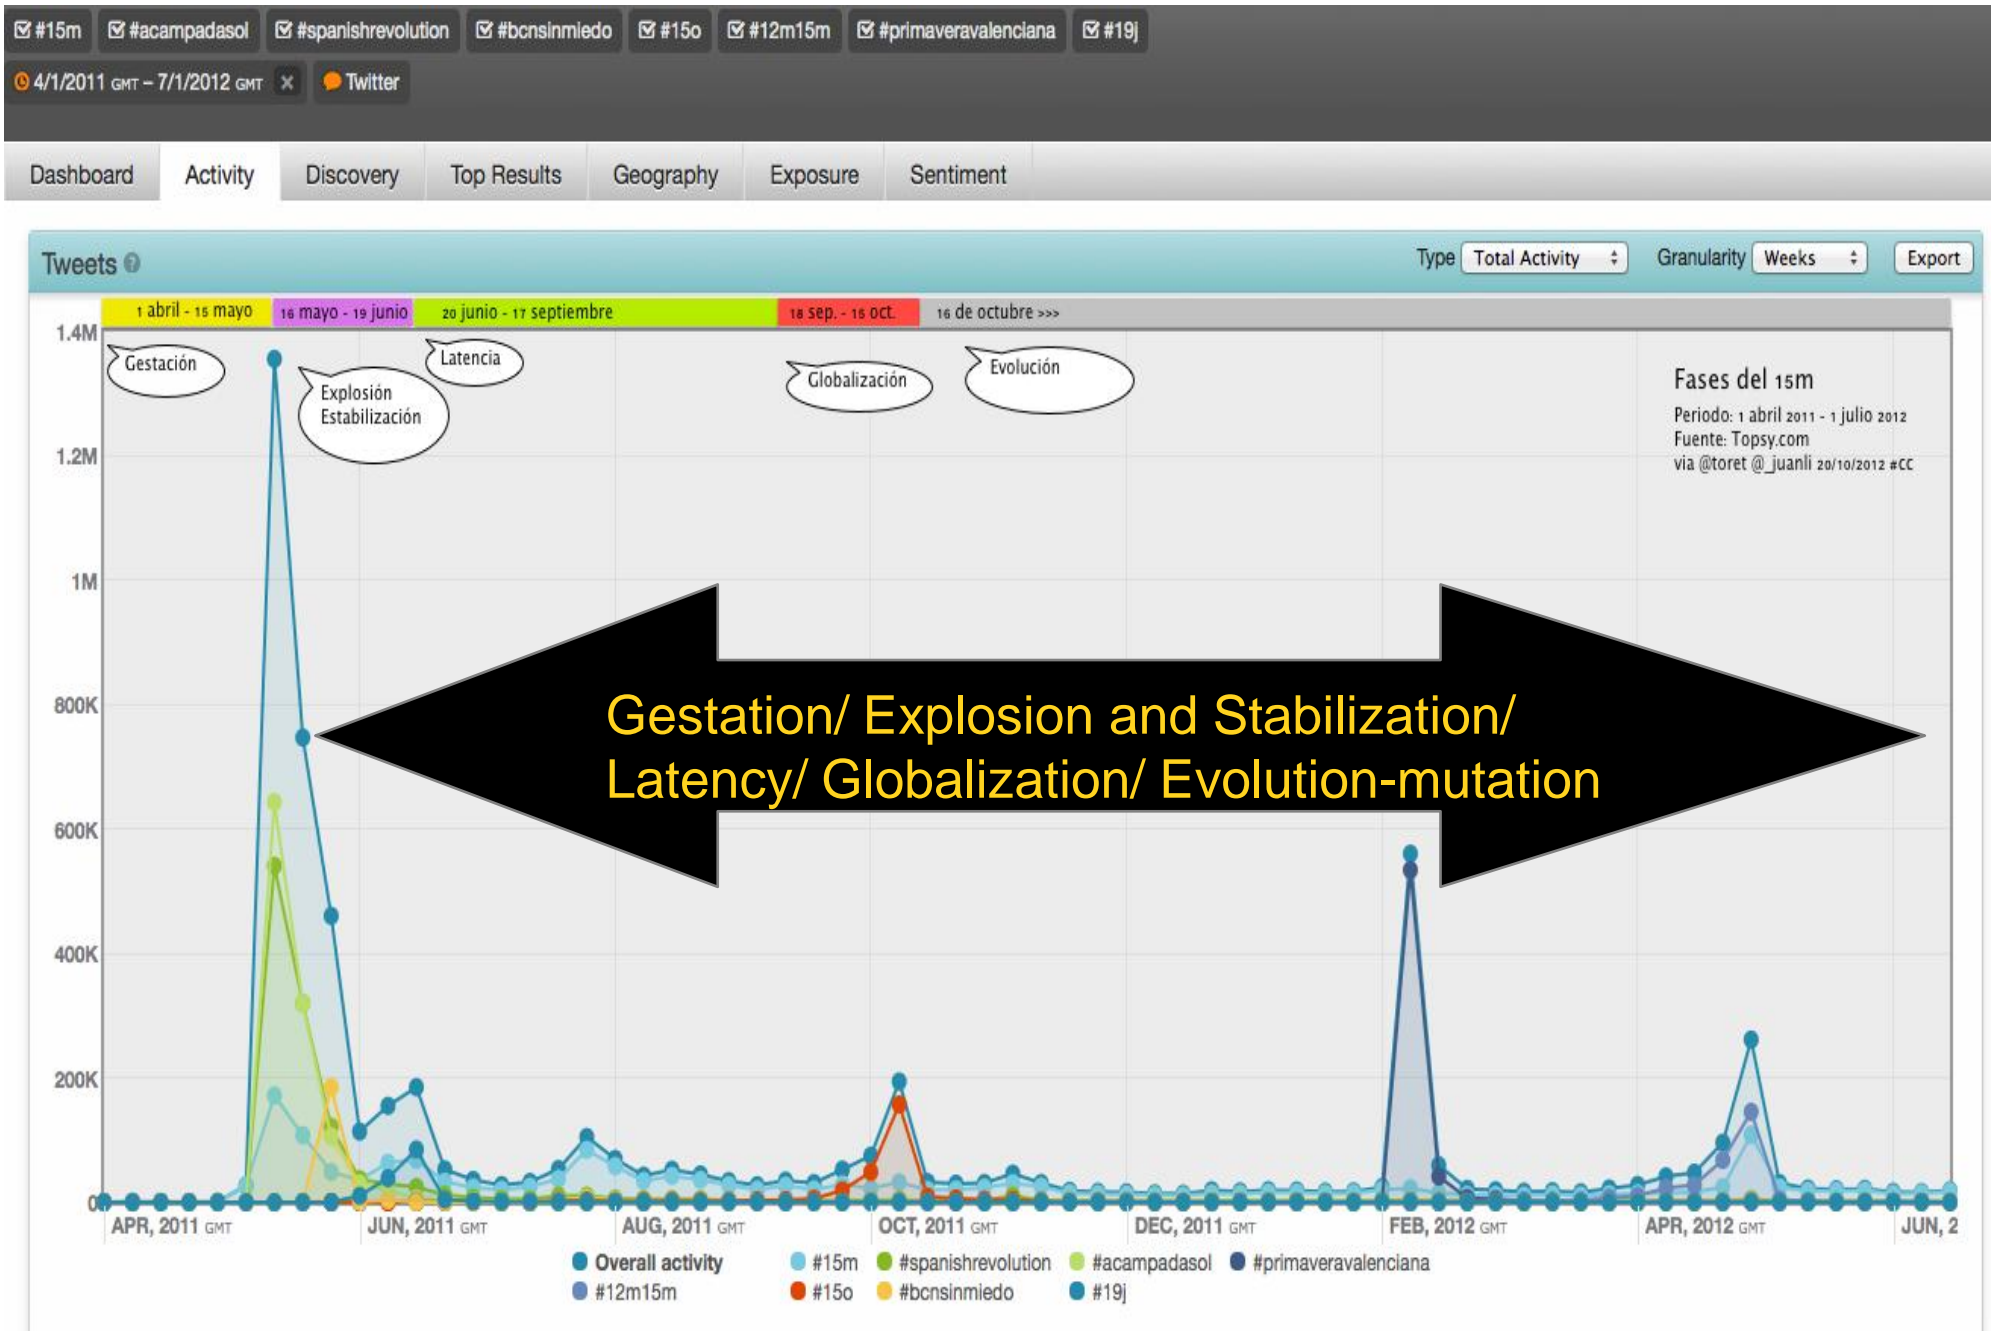 #15m #acampadasol #spanishrevolution #bcnsinmiedo #15o #12m15m #primaveravalenciana #19j
4/1/2011 GMT – 7/1/2012 GMT x Twitter
Dashboard Activity Discovery Top Results Geography Exposure Sentiment
Tweets ? Type Total Activity Granularity Weeks Export
1 abril - 15 mayo 16 mayo - 19 junio 20 junio - 17 septiembre 18 sep. - 15 oct. 16 de octubre >>>
1.4M
Gestación
Explosión
Estabilización
Latencia
Globalización
Evolución
Fases del 15m
Periodo: 1 abril 2011 - 1 julio 2012
Fuente: Topsy.com
via @toret @_juanli 20/10/2012 #CC
1.2M
1M
800K
Gestation/ Explosion and Stabilization/
Latency/ Globalization/ Evolution-mutation
600K
400K
200K
0
APR, 2011 GMT JUN, 2011 GMT AUG, 2011 GMT OCT, 2011 GMT DEC, 2011 GMT FEB, 2012 GMT APR, 2012 GMT JUN, 2
Overall activity #15m #spanishrevolution #acampadasol #primaveravalenciana
#12m15m #15o #bcnsinmiedo #19j